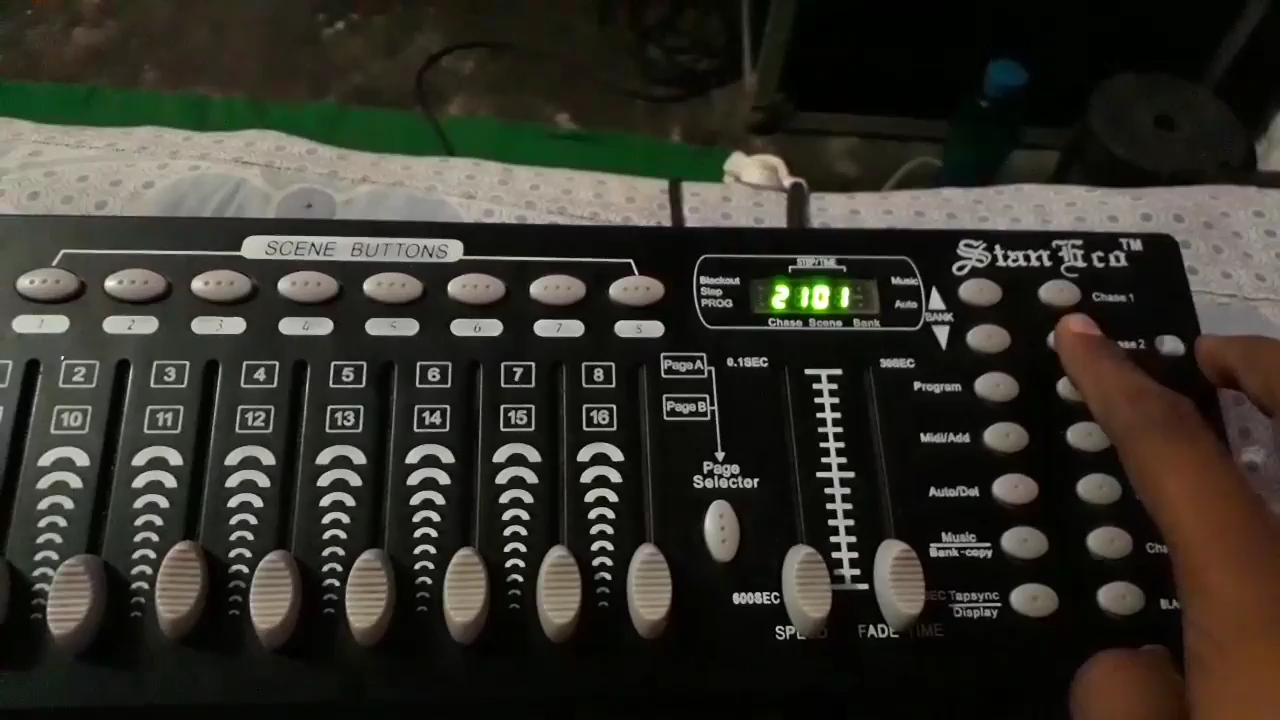 SCENE BUTTONS
StanEco™
STEP/TIME
Blackout
Step
PROG
2101
Music
Auto
Chase Scene Bank
BANK
Chase 1
1 2 3 4 5 6 7 8
2 3 4 5 6 7 8
10 11 12 13 14 15 16
Page A
Page B
Page
Selector
0.1SEC
30SEC
600SEC
SPEED
FADE TIME
Program
Midi/Add
Auto/Del
Music
Bank-copy
Tapsync
Display